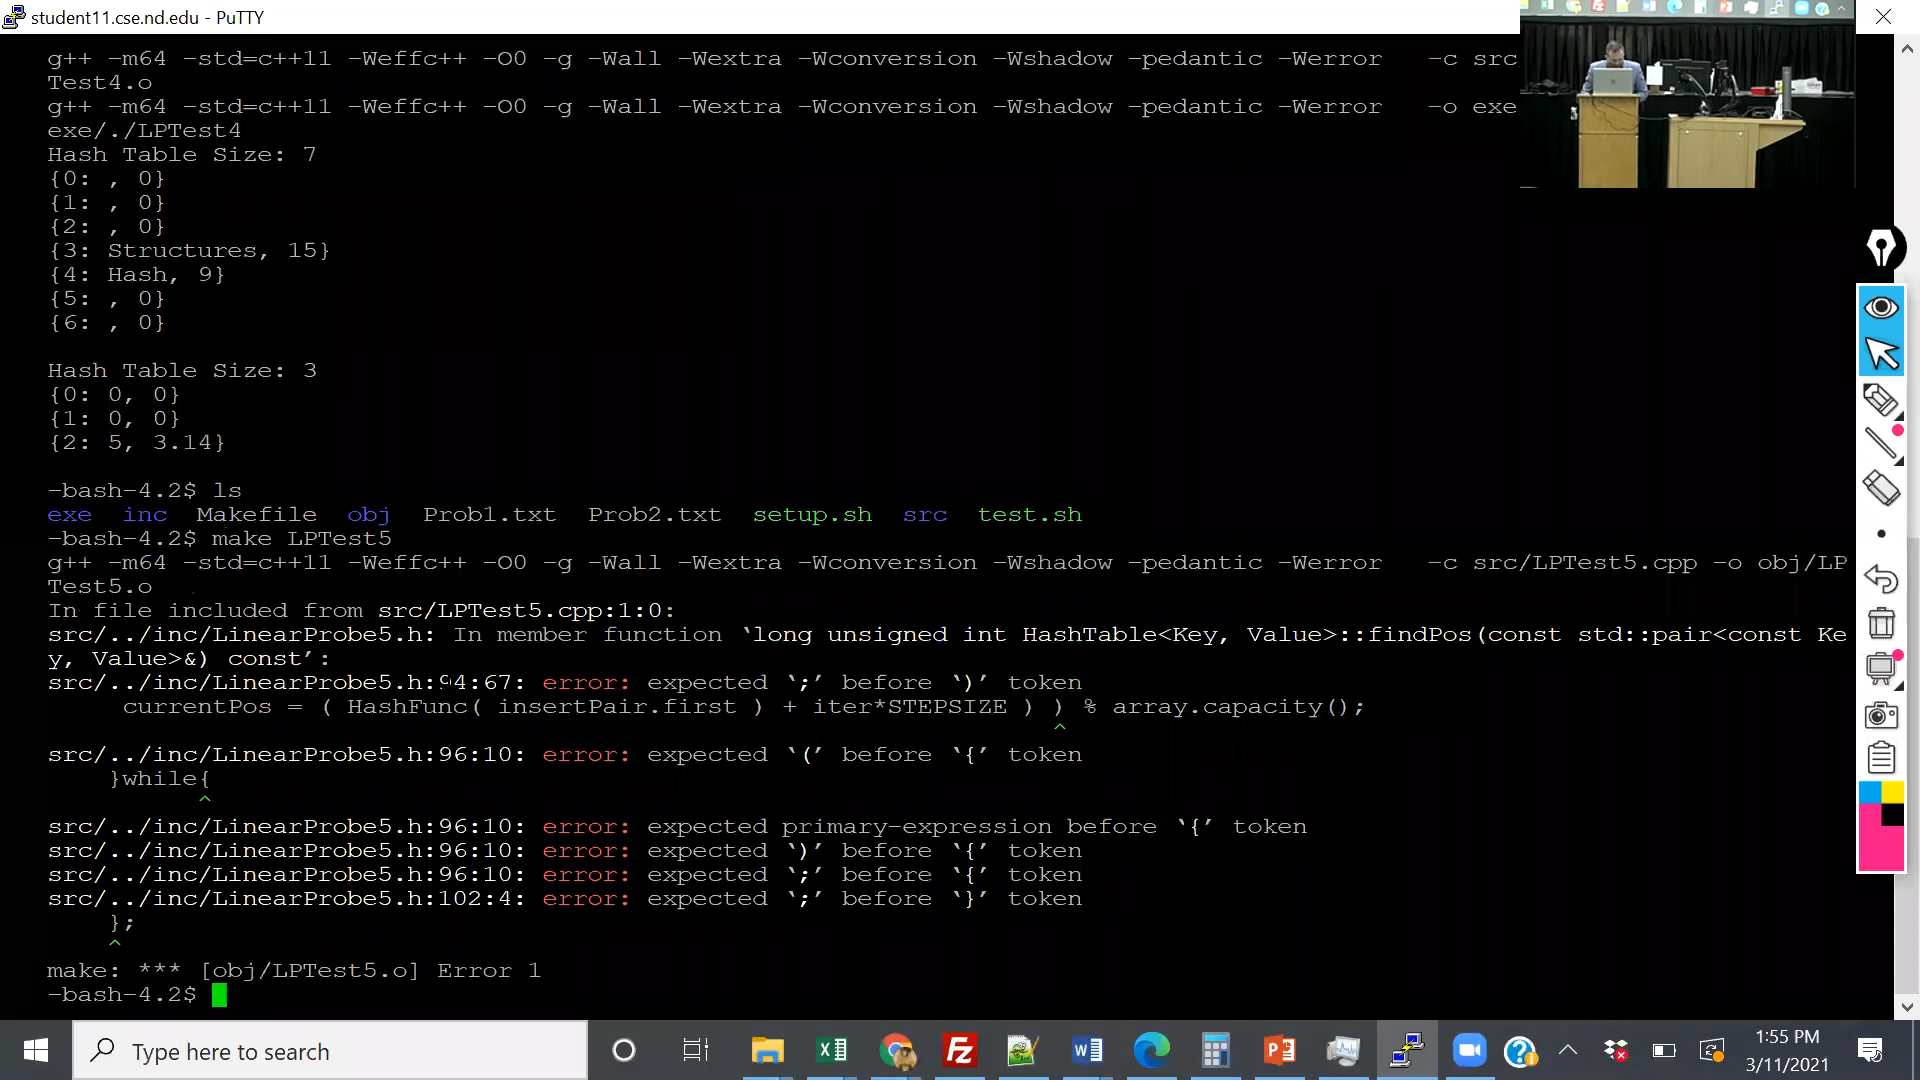 student11.cse.nd.edu - PuTTY
g++ -m64 -std=c++11 -Weffc++ -O0 -g -Wall -Wextra -Wconversion -Wshadow -pedantic -Werror   -c src
Test4.o
g++ -m64 -std=c++11 -Weffc++ -O0 -g -Wall -Wextra -Wconversion -Wshadow -pedantic -Werror   -o exe
exe/./LPTest4
Hash Table Size: 7
{0: , 0}
{1: , 0}
{2: , 0}
{3: Structures, 15}
{4: Hash, 9}
{5: , 0}
{6: , 0}
Hash Table Size: 3
{0: 0, 0}
{1: 0, 0}
{2: 5, 3.14}
-bash-4.2$ ls
exe  inc  Makefile  obj  Prob1.txt  Prob2.txt  setup.sh  src  test.sh
-bash-4.2$ make LPTest5
g++ -m64 -std=c++11 -Weffc++ -O0 -g -Wall -Wextra -Wconversion -Wshadow -pedantic -Werror   -c src/LPTest5.cpp -o obj/LP
Test5.o
In file included from src/LPTest5.cpp:1:0:
src/../inc/LinearProbe5.h: In member function ‘long unsigned int HashTable<Key, Value>::findPos(const std::pair<const Ke
y, Value>&) const’:
src/../inc/LinearProbe5.h:94:67: error: expected ‘;’ before ‘)’ token
     currentPos = ( HashFunc( insertPair.first ) + iter*STEPSIZE ) ) % array.capacity();
^
src/../inc/LinearProbe5.h:96:10: error: expected ‘(’ before ‘{’ token
    }while{
^
src/../inc/LinearProbe5.h:96:10: error: expected primary-expression before ‘{’ token
src/../inc/LinearProbe5.h:96:10: error: expected ‘)’ before ‘{’ token
src/../inc/LinearProbe5.h:96:10: error: expected ‘;’ before ‘{’ token
src/../inc/LinearProbe5.h:102:4: error: expected ‘;’ before ‘}’ token
    };
^
make: *** [obj/LPTest5.o] Error 1
-bash-4.2$
Type here to search
1:55 PM
3/11/2021